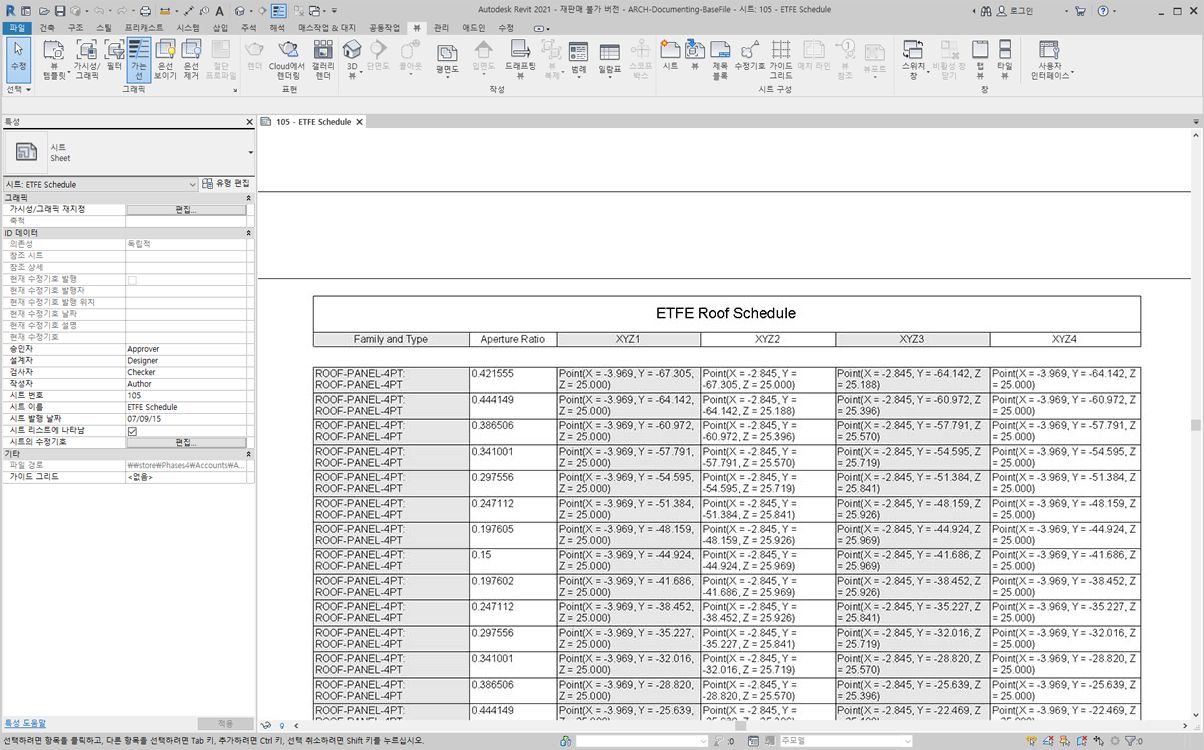 Autodesk Revit 2021 - 재판매 불가 버전 - ARCH-Documenting-BaseFile - 시트: 105 - ETFE Schedule
로그인
파일 건축 구조 스틸 프리캐스트 시스템 삽입 주석 해석 매스작업 & 대지 공동작업 뷰 관리 애드인 수정
수정
뷰 템플릿
가시성/ 그래픽
필터
가는 선
은선 보이기
은선 제거
절단 프로파일
렌더
Cloud에서 렌더링
갤러리 렌더
3D 뷰
단면도
콜아웃
평면도
입면도
드래프팅 뷰
뷰 복제
범례
일람표
스코프 박스
시트
뷰
제목 블록
수정기호
가이드 그리드
매치 라인
뷰 참조
뷰포트
스위치 창
비활성 창 닫기
탭 뷰
타일 뷰
사용자 인터페이스
선택 그래픽 표현 작성 시트 구성 창
특성
105 - ETFE Schedule
시트
Sheet
시트: ETFE Schedule 유형 편집
그래픽
가시성/그래픽 재지정 편집...
축척
ID 데이터
의존성 독립적
참조 시트
참조 상세
현재 수정기호 발행
현재 수정기호 발행자
현재 수정기호 발행 위치
현재 수정기호 날짜
현재 수정기호 설명
현재 수정기호
승인자 Approver
설계자 Designer
검사자 Checker
작성자 Author
시트 번호 105
시트 이름 ETFE Schedule
시트 발행 날짜 07/09/15
시트 리스트에 나타남
시트의 수정기호 편집...
기타
파일 경로 ₩₩store₩Phases4₩Accounts₩A...
가이드 그리드 <없음>
특성 도움말 적용
ETFE Roof Schedule
Family and Type Aperture Ratio XYZ1 XYZ2 XYZ3 XYZ4
ROOF-PANEL-4PT: 0.421555 Point(X = -3.969, Y = -67.305, Point(X = -2.845, Y = Point(X = -2.845, Y = -64.142, Z Point(X = -3.969, Y = -64.142, Z
ROOF-PANEL-4PT Z = 25.000) -67.305, Z = 25.000) = 25.188) = 25.000)
ROOF-PANEL-4PT: 0.444149 Point(X = -3.969, Y = -64.142, Point(X = -2.845, Y = Point(X = -2.845, Y = -60.972, Z Point(X = -3.969, Y = -60.972, Z
ROOF-PANEL-4PT Z = 25.000) -64.142, Z = 25.188) = 25.396) = 25.000)
ROOF-PANEL-4PT: 0.386506 Point(X = -3.969, Y = -60.972, Point(X = -2.845, Y = Point(X = -2.845, Y = -57.791, Z Point(X = -3.969, Y = -57.791, Z
ROOF-PANEL-4PT Z = 25.000) -60.972, Z = 25.396) = 25.570) = 25.000)
ROOF-PANEL-4PT: 0.341001 Point(X = -3.969, Y = -57.791, Point(X = -2.845, Y = Point(X = -2.845, Y = -54.595, Z Point(X = -3.969, Y = -54.595, Z
ROOF-PANEL-4PT Z = 25.000) -57.791, Z = 25.570) = 25.719) = 25.000)
ROOF-PANEL-4PT: 0.297556 Point(X = -3.969, Y = -54.595, Point(X = -2.845, Y = Point(X = -2.845, Y = -51.384, Z Point(X = -3.969, Y = -51.384, Z
ROOF-PANEL-4PT Z = 25.000) -54.595, Z = 25.719) = 25.841) = 25.000)
ROOF-PANEL-4PT: 0.247112 Point(X = -3.969, Y = -51.384, Point(X = -2.845, Y = Point(X = -2.845, Y = -48.159, Z Point(X = -3.969, Y = -48.159, Z
ROOF-PANEL-4PT Z = 25.000) -51.384, Z = 25.841) = 25.926) = 25.000)
ROOF-PANEL-4PT: 0.197605 Point(X = -3.969, Y = -48.159, Point(X = -2.845, Y = Point(X = -2.845, Y = -44.924, Z Point(X = -3.969, Y = -44.924, Z
ROOF-PANEL-4PT Z = 25.000) -48.159, Z = 25.926) = 25.969) = 25.000)
ROOF-PANEL-4PT: 0.15 Point(X = -3.969, Y = -44.924, Point(X = -2.845, Y = Point(X = -2.845, Y = -41.686, Z Point(X = -3.969, Y = -41.686, Z
ROOF-PANEL-4PT Z = 25.000) -44.924, Z = 25.969) = 25.969) = 25.000)
ROOF-PANEL-4PT: 0.197602 Point(X = -3.969, Y = -41.686, Point(X = -2.845, Y = Point(X = -2.845, Y = -38.452, Z Point(X = -3.969, Y = -38.452, Z
ROOF-PANEL-4PT Z = 25.000) -41.686, Z = 25.969) = 25.926) = 25.000)
ROOF-PANEL-4PT: 0.247112 Point(X = -3.969, Y = -38.452, Point(X = -2.845, Y = Point(X = -2.845, Y = -35.227, Z Point(X = -3.969, Y = -35.227, Z
ROOF-PANEL-4PT Z = 25.000) -38.452, Z = 25.926) = 25.841) = 25.000)
ROOF-PANEL-4PT: 0.297556 Point(X = -3.969, Y = -35.227, Point(X = -2.845, Y = Point(X = -2.845, Y = -32.016, Z Point(X = -3.969, Y = -32.016, Z
ROOF-PANEL-4PT Z = 25.000) -35.227, Z = 25.841) = 25.719) = 25.000)
ROOF-PANEL-4PT: 0.341001 Point(X = -3.969, Y = -32.016, Point(X = -2.845, Y = Point(X = -2.845, Y = -28.820, Z Point(X = -3.969, Y = -28.820, Z
ROOF-PANEL-4PT Z = 25.000) -32.016, Z = 25.719) = 25.570) = 25.000)
ROOF-PANEL-4PT: 0.386506 Point(X = -3.969, Y = -28.820, Point(X = -2.845, Y = Point(X = -2.845, Y = -25.639, Z Point(X = -3.969, Y = -25.639, Z
ROOF-PANEL-4PT Z = 25.000) -28.820, Z = 25.570) = 25.396) = 25.000)
ROOF-PANEL-4PT: 0.444149 Point(X = -3.969, Y = -25.639, Point(X = -2.845, Y = Point(X = -2.845, Y = -22.469, Z Point(X = -3.969, Y = -22.469, Z
선택하려면 항목을 클릭하고, 다른 항목을 선택하려면 Tab 키, 추가하려면 Ctrl 키, 선택 취소하려면 Shift 키를 누르십시오. :0 주모델 :0